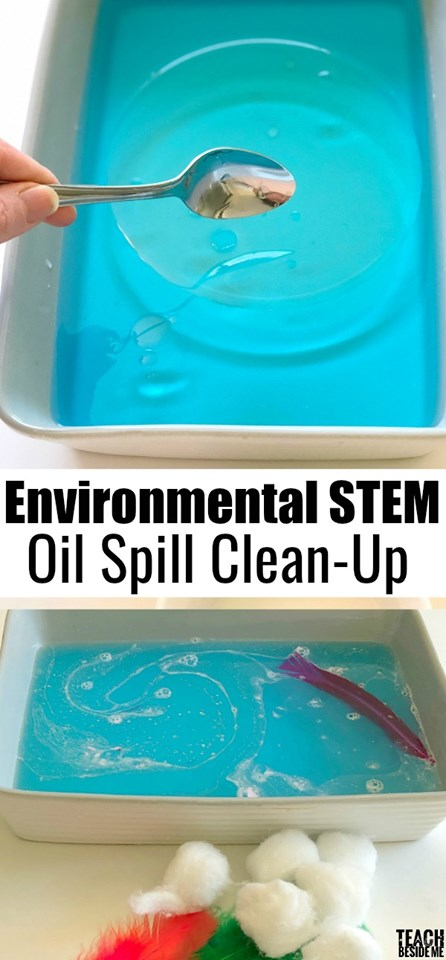 Environmental STEM
Oil Spill Clean-Up
TEACH
BESIDE ME